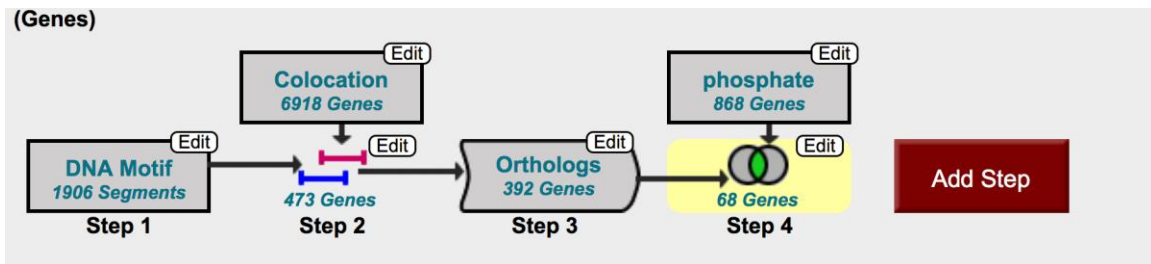 (Genes)
Edit
Colocation
6918 Genes
Edit
phosphate
868 Genes
Edit
DNA Motif
1906 Segments
Step 1
Edit
473 Genes
Step 2
Edit
Orthologs
392 Genes
Step 3
Edit
68 Genes
Step 4
Add Step